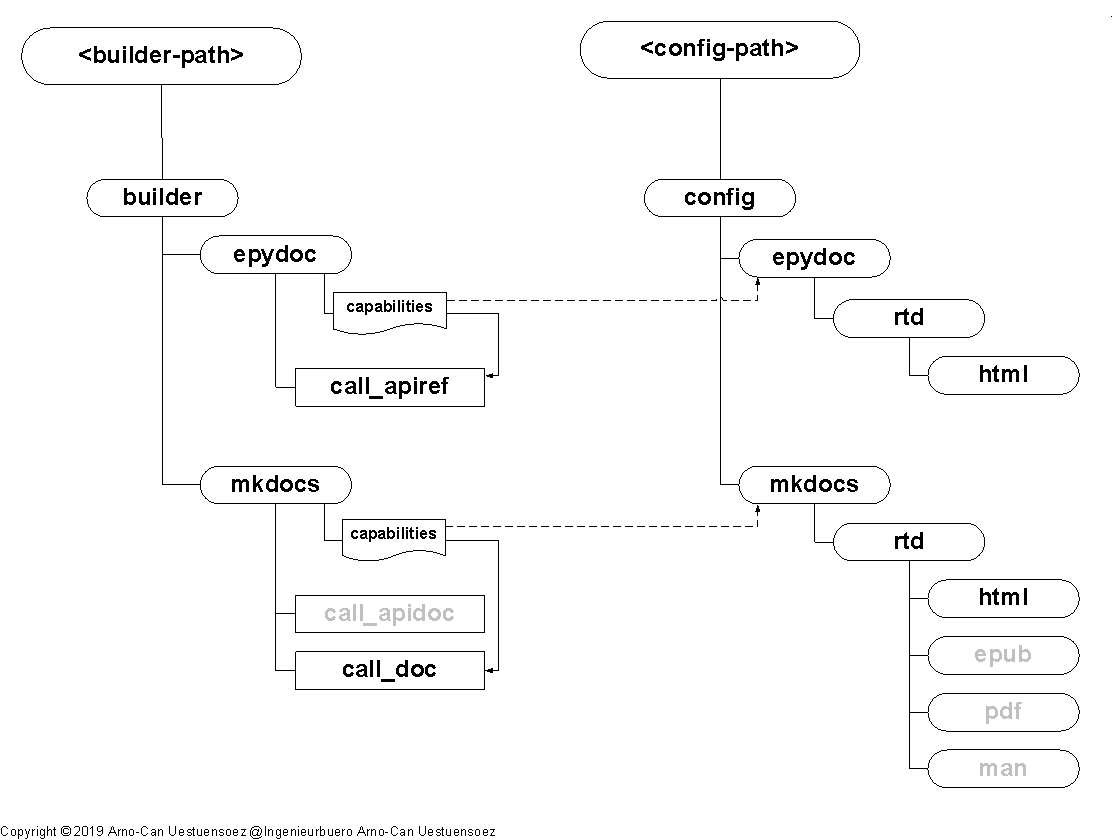 <builder-path>
<config-path>
builder
config
epydoc
epydoc
capabilities
rtd
call_apiref
html
mkdocs
mkdocs
capabilities
rtd
call_apidoc
html
call_doc
epub
pdf
man
Copyright ©2019 Arno-Can Uestuensoez @Ingenieurbuero Arno-Can Uestuensoez